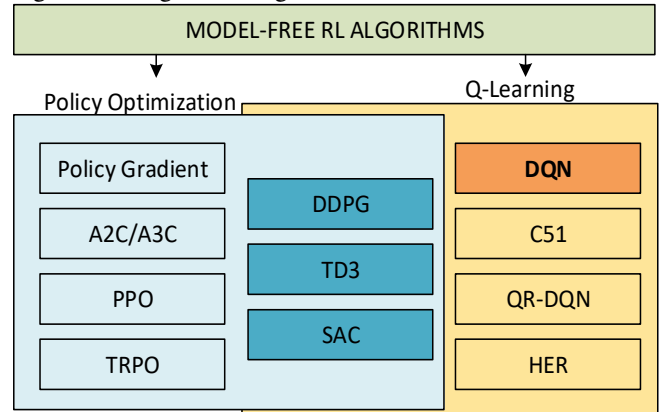 MODEL-FREE RL ALGORITHMS
Policy Optimization
Q-Learning
Policy Gradient
A2C/A3C
PPO
TRPO
DDPG
TD3
SAC
DQN
C51
QR-DQN
HER